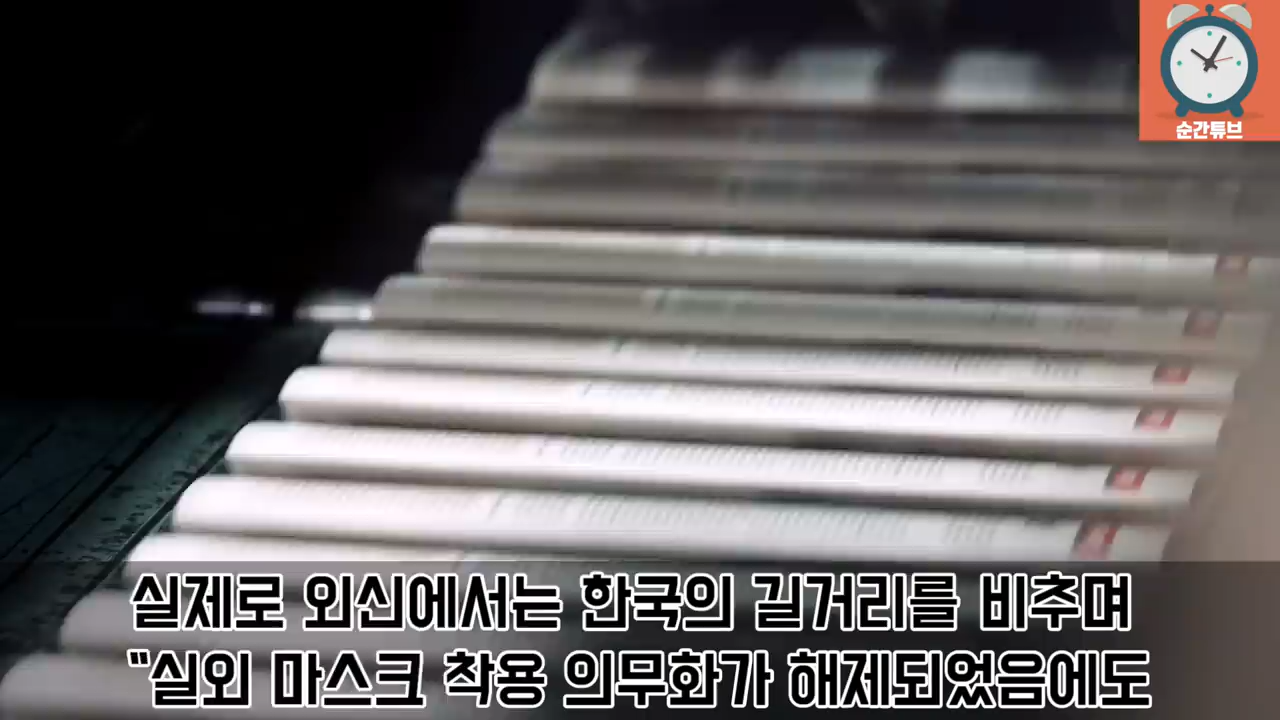 순간튜브
실제로 외신에서는 한국의 길거리를 비추며
“실외 마스크 착용 의무화가 해제되었음에도